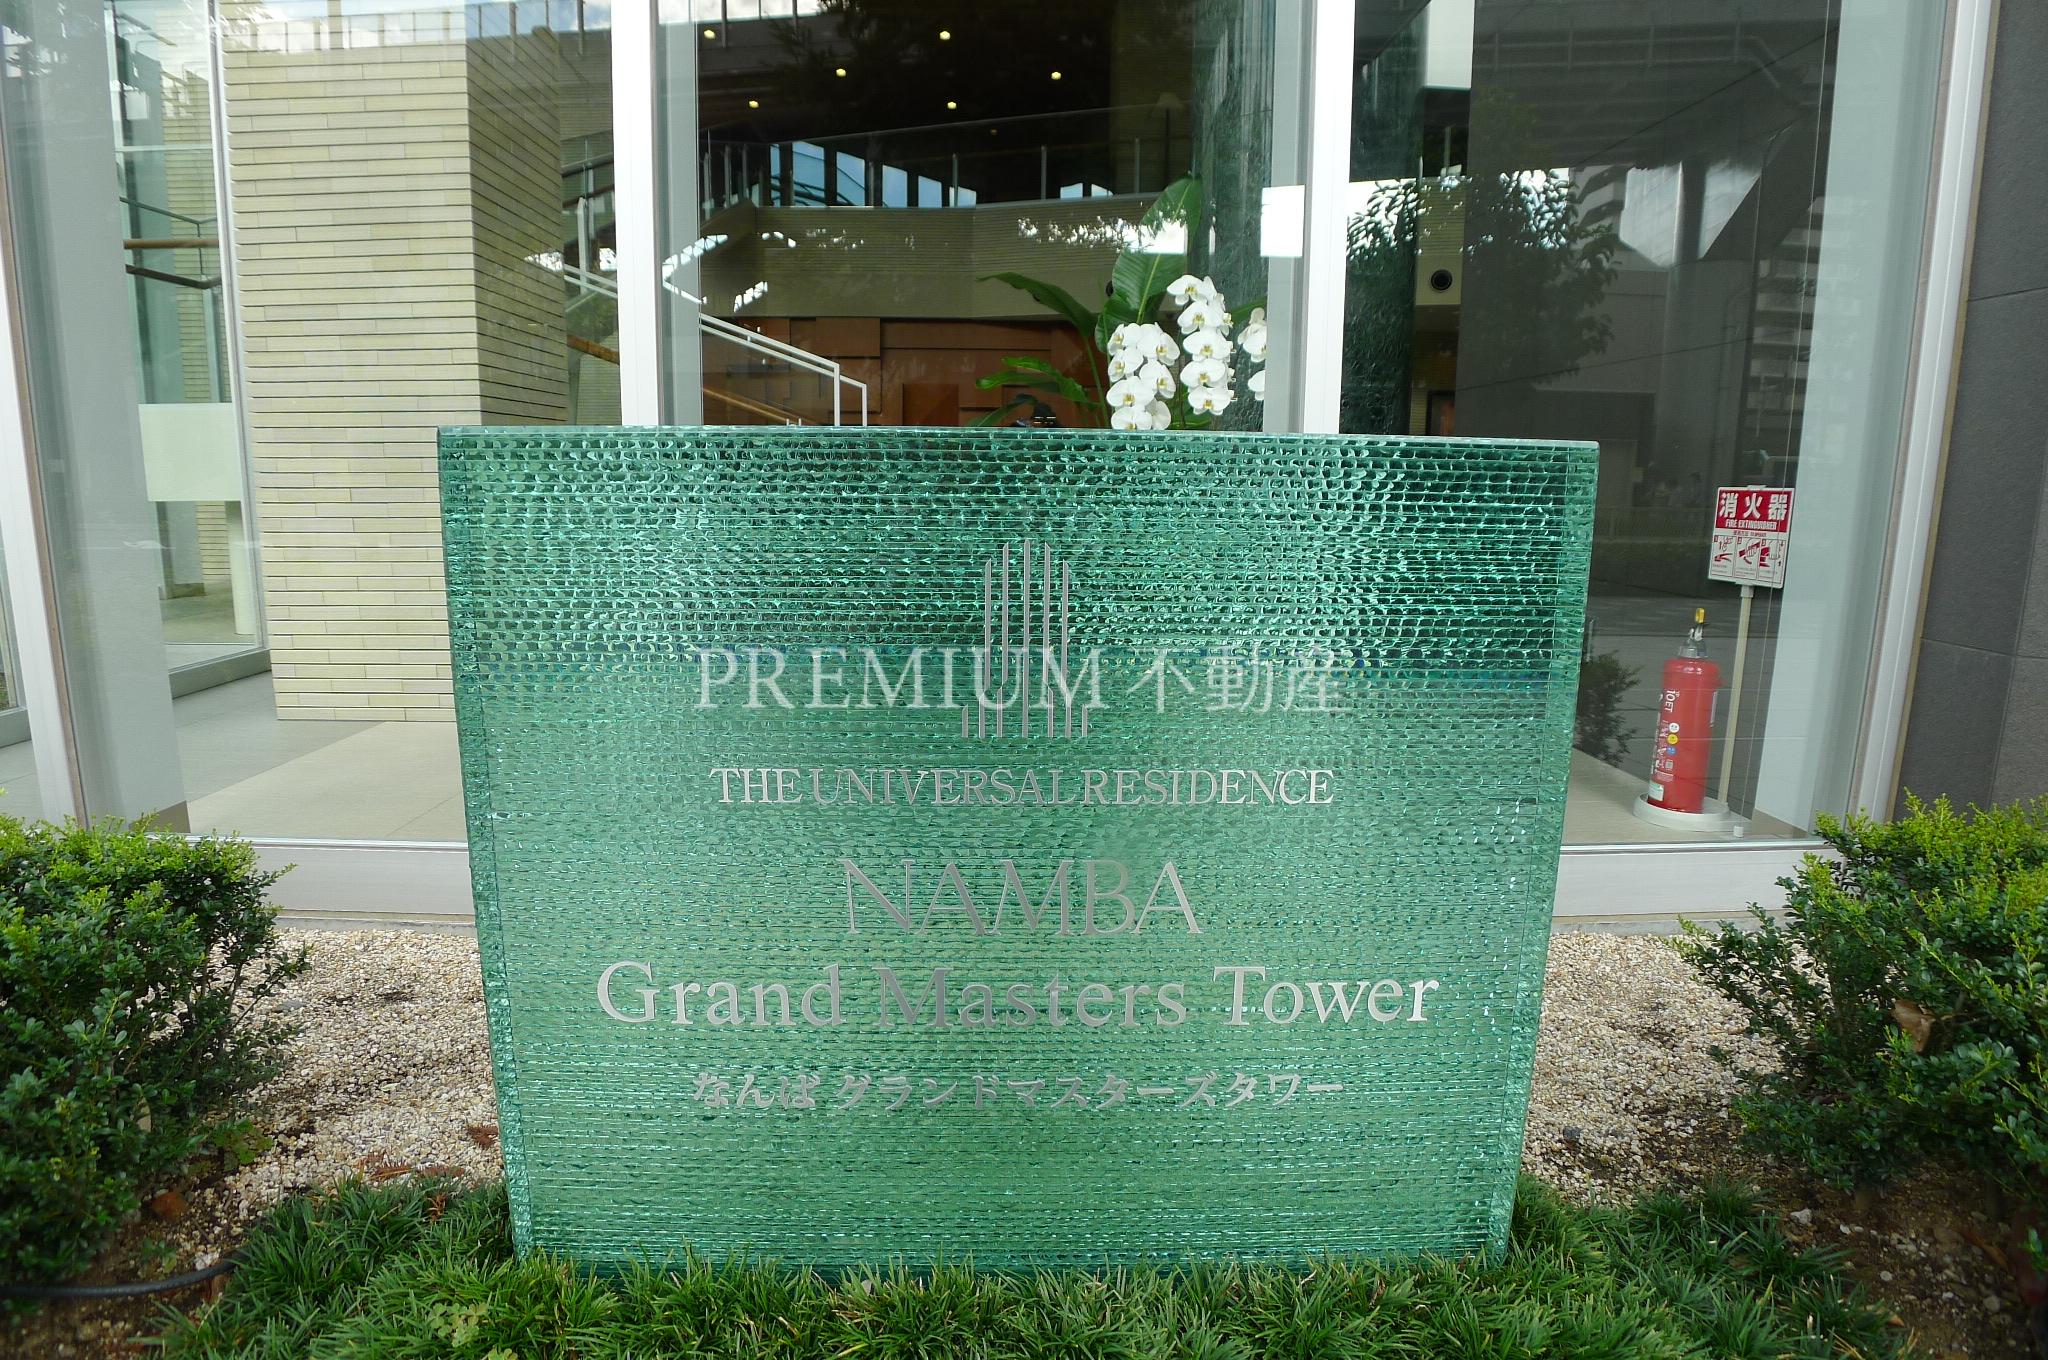 消火器
FIRE EXTINGUISHER
PREMIUM 不動産
THE UNIVERSAL RESIDENCE
NAMBA
Grand Masters Tower
なんば グランドマスターズタワー